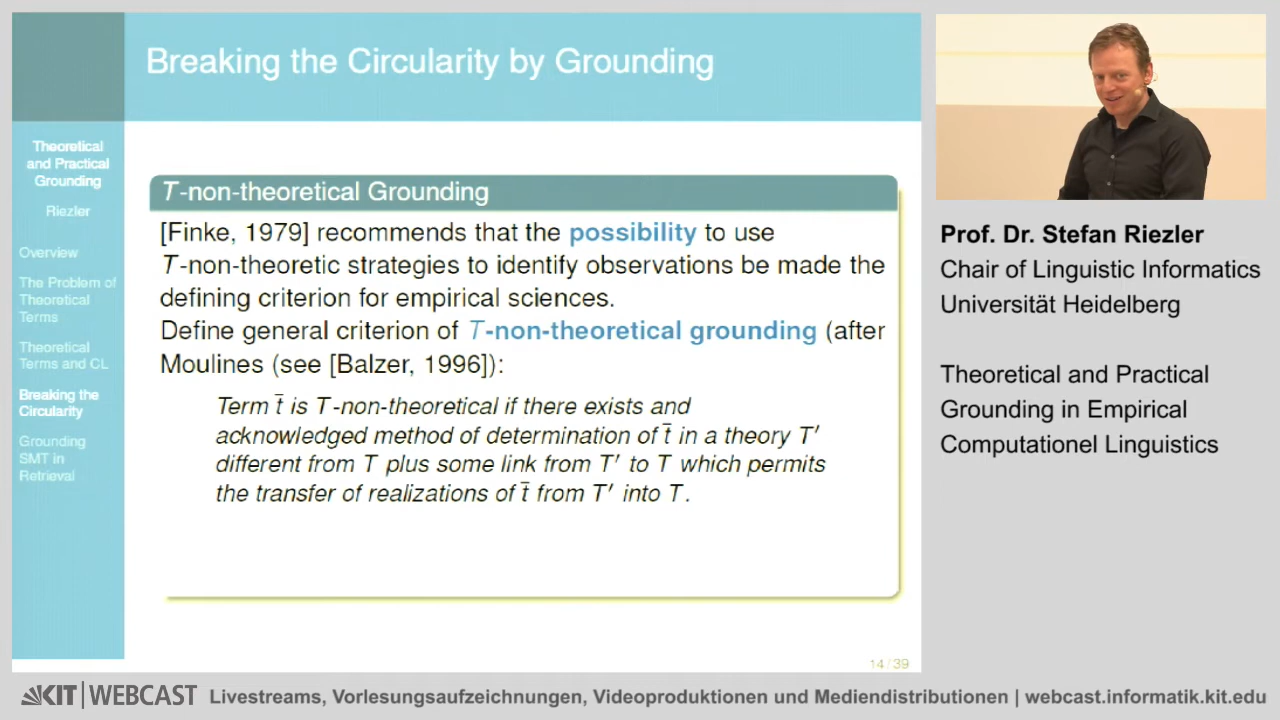 Breaking the Circularity by Grounding
Theoretical
and Practical
Grounding
Riezler
Overview
The Problem of
Theoretical
Terms
Theoretical
Terms and CL
Breaking the
Circularity
Grounding
SMT in
Retrieval
T-non-theoretical Grounding
[Finke, 1979] recommends that the possibility to use
T-non-theoretic strategies to identify observations be made the
defining criterion for empirical sciences.
Define general criterion of T-non-theoretical grounding (after
Moulines (see [Balzer, 1996]):
Term t̄ is T-non-theoretical if there exists and
acknowledged method of determination of t̄ in a theory T′
different from T plus some link from T′ to T which permits
the transfer of realizations of t̄ from T′ into T.
14 / 39
Prof. Dr. Stefan Riezler
Chair of Linguistic Informatics
Universität Heidelberg
Theoretical and Practical
Grounding in Empirical
Computationel Linguistics
KIT | WEBCAST Livestreams, Vorlesungsaufzeichnungen, Videoproduktionen und Mediendistributionen | webcast.informatik.kit.edu